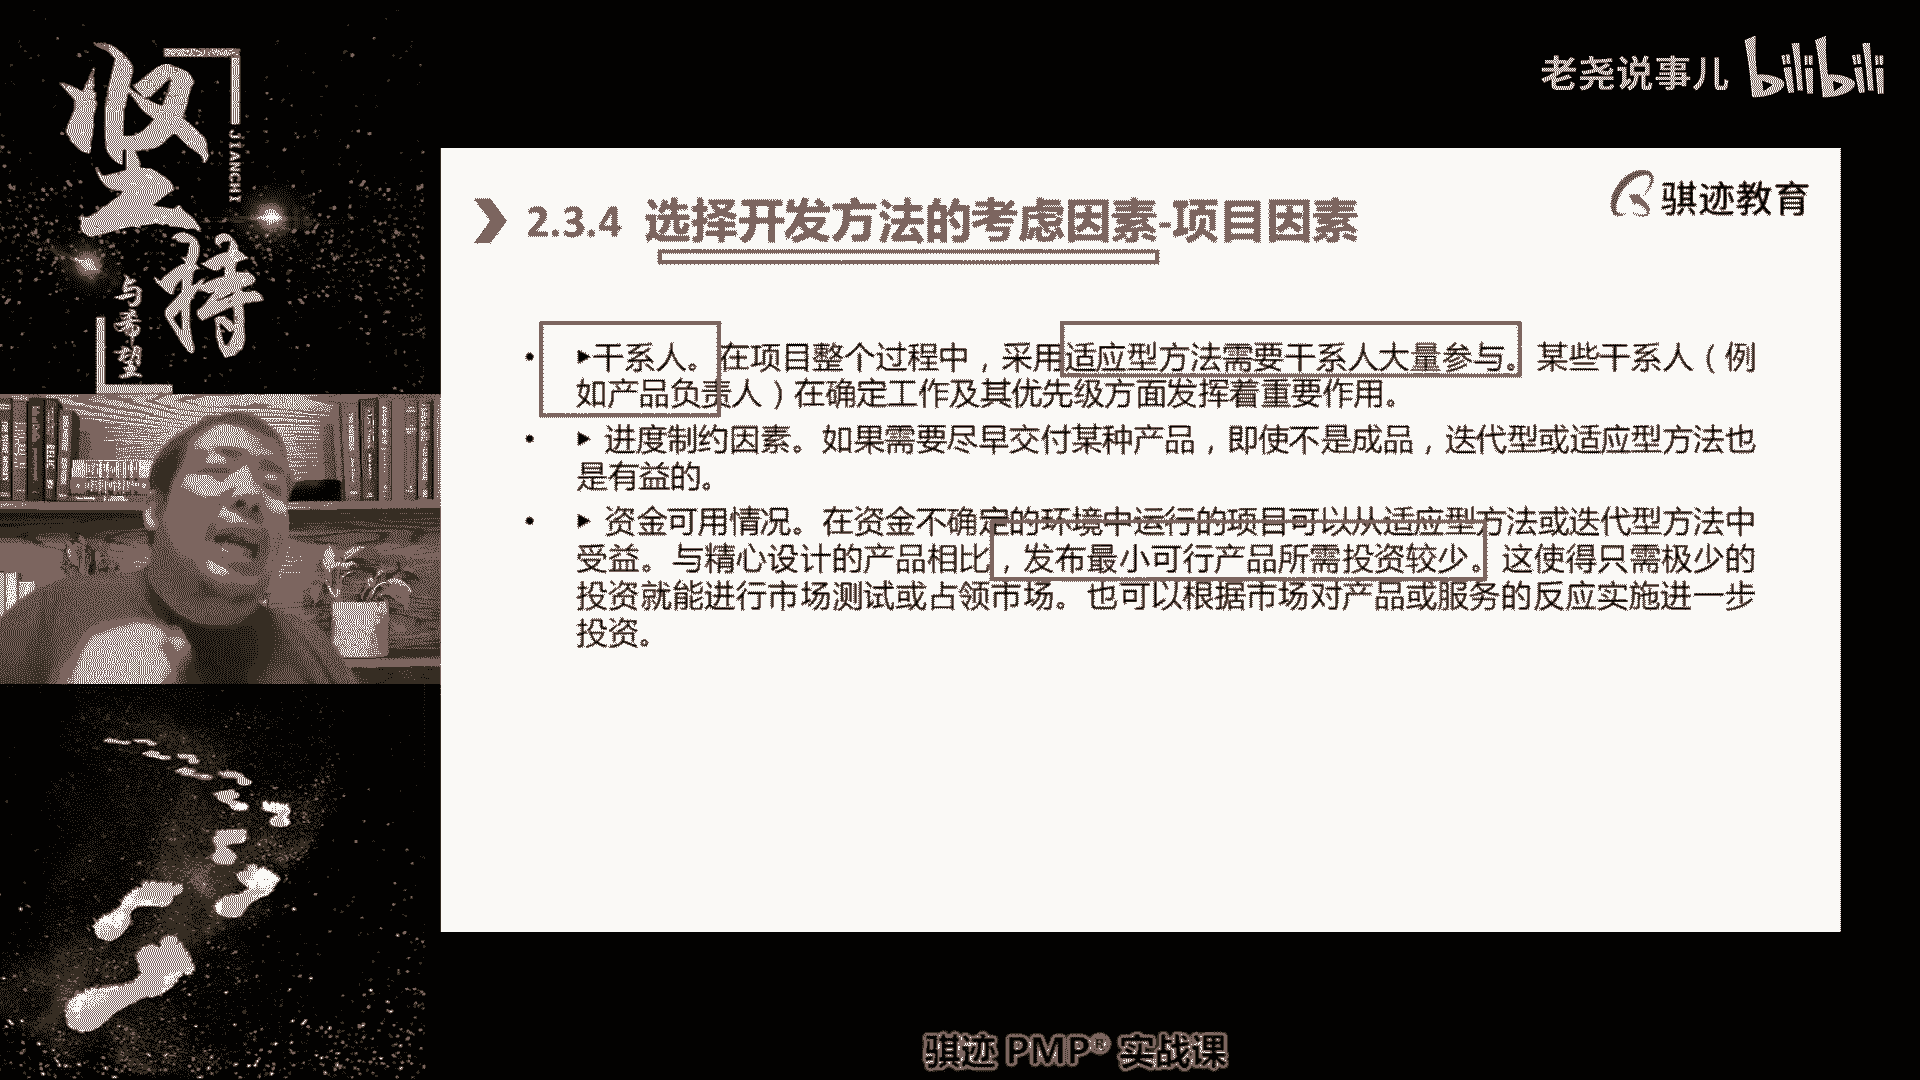 坚持
JIANCHI
与希望
老尧说事儿 bilibili
骐迹教育
2.3.4 选择开发方法的考虑因素-项目因素
• ▶干系人。在项目整个过程中，采用适应型方法需要干系人大量参与。某些干系人（例
如产品负责人）在确定工作及其优先级方面发挥着重要作用。
• ▶ 进度制约因素。如果需要尽早交付某种产品，即使不是成品，迭代型或适应型方法也
是有益的。
• ▶ 资金可用情况。在资金不确定的环境中运行的项目可以从适应型方法或迭代型方法中
受益。与精心设计的产品相比，发布最小可行产品所需投资较少。这使得只需极少的
投资就能进行市场测试或占领市场。也可以根据市场对产品或服务的反应实施进一步
投资。
骐迹 PMP® 实战课